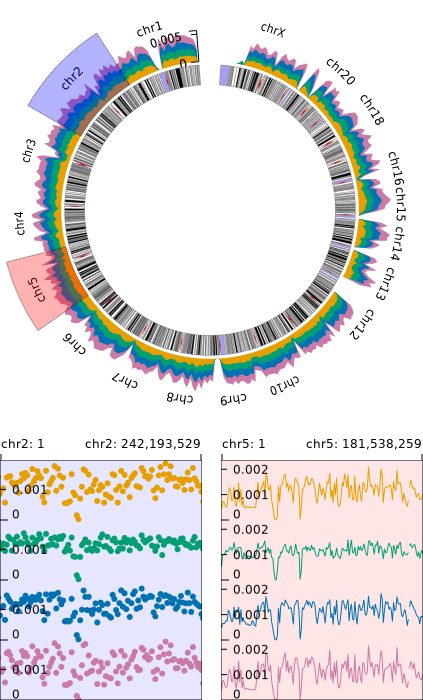 chr1
0.005
0
chrX
chr2
chr20
chr18
chr3
chr16
chr15
chr4
chr14
chr5
chr13
chr12
chr6
chr7
chr10
chr8
chr9
chr2: 1 chr2: 242,193,529
chr5: 1 chr5: 181,538,259
0.001
0
0.001
0
0.001
0
0.001
0
0.002
0.001
0
0.002
0.001
0
0.002
0.001
0
0.002
0.001
0